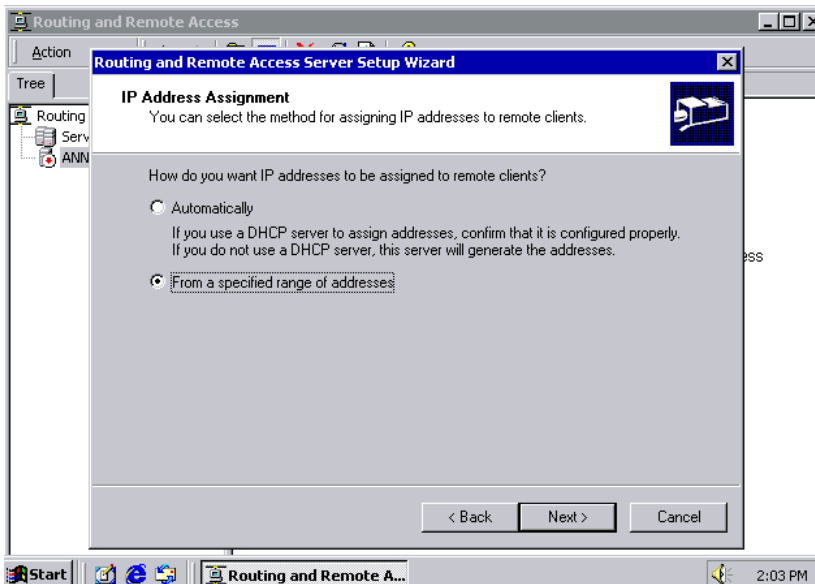 Routing and Remote Access
Action
Routing and Remote Access Server Setup Wizard
Tree
IP Address Assignment
You can select the method for assigning IP addresses to remote clients.
Routing
Serv
ANN
How do you want IP addresses to be assigned to remote clients?
Automatically
If you use a DHCP server to assign addresses, confirm that it is configured properly.
If you do not use a DHCP server, this server will generate the addresses.
ess
From a specified range of addresses
< Back
Next >
Cancel
Start
Routing and Remote A...
2:03 PM